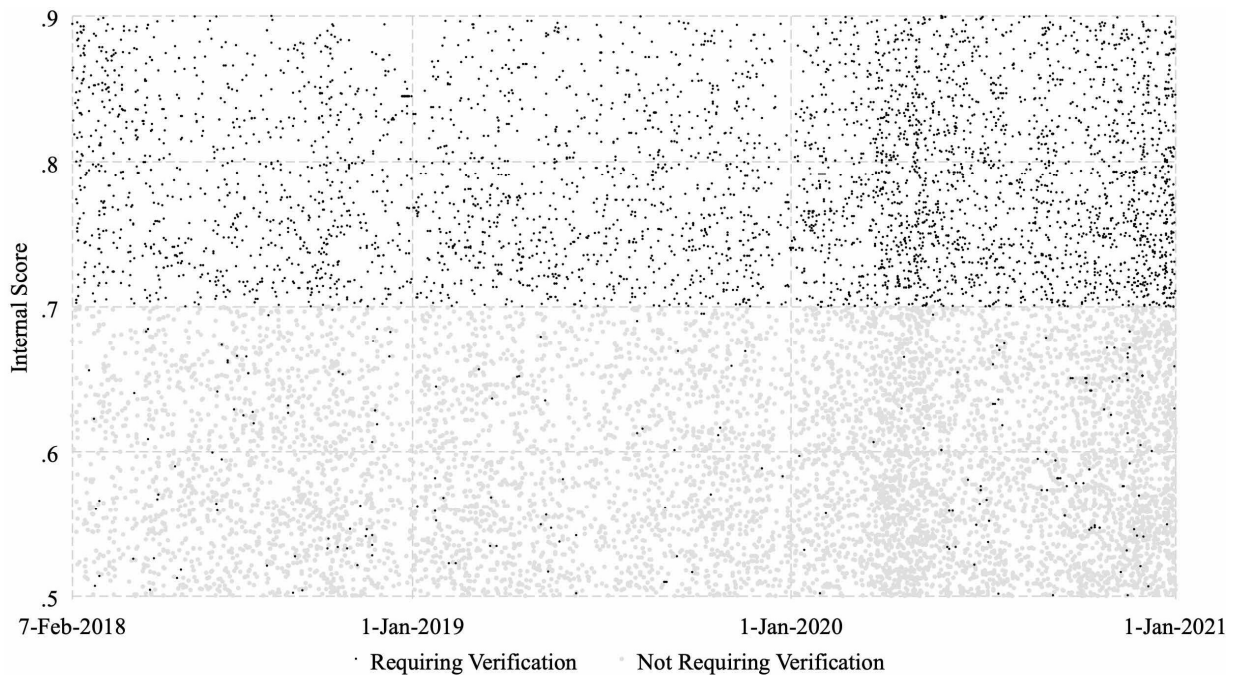 .9
.8
.7
.6
.5
Internal Score
7-Feb-2018 1-Jan-2019 1-Jan-2020 1-Jan-2021
Requiring Verification Not Requiring Verification